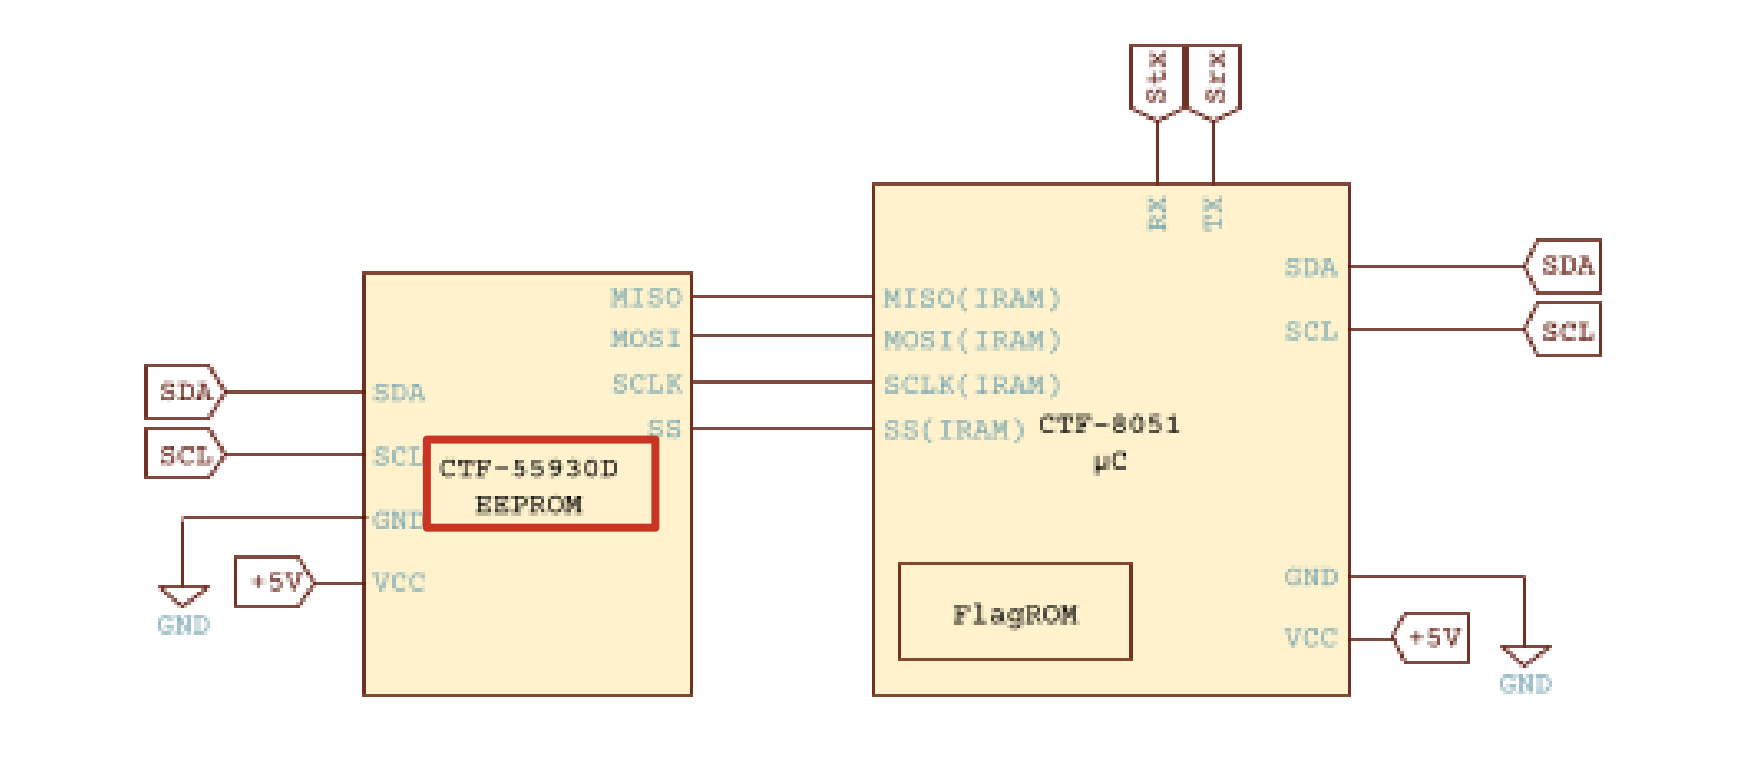 Stx
Srx
RX
TX
SDA
SCL
GND
+5V
SDA
SCL
GND
VCC
MISO
MOSI
SCLK
SS
CTF-55930D
EEPROM
MISO(IRAM)
MOSI(IRAM)
SCLK(IRAM)
SS(IRAM)
CTF-8051
µC
FlagROM
SDA
SCL
GND
VCC
SDA
SCL
+5V
GND